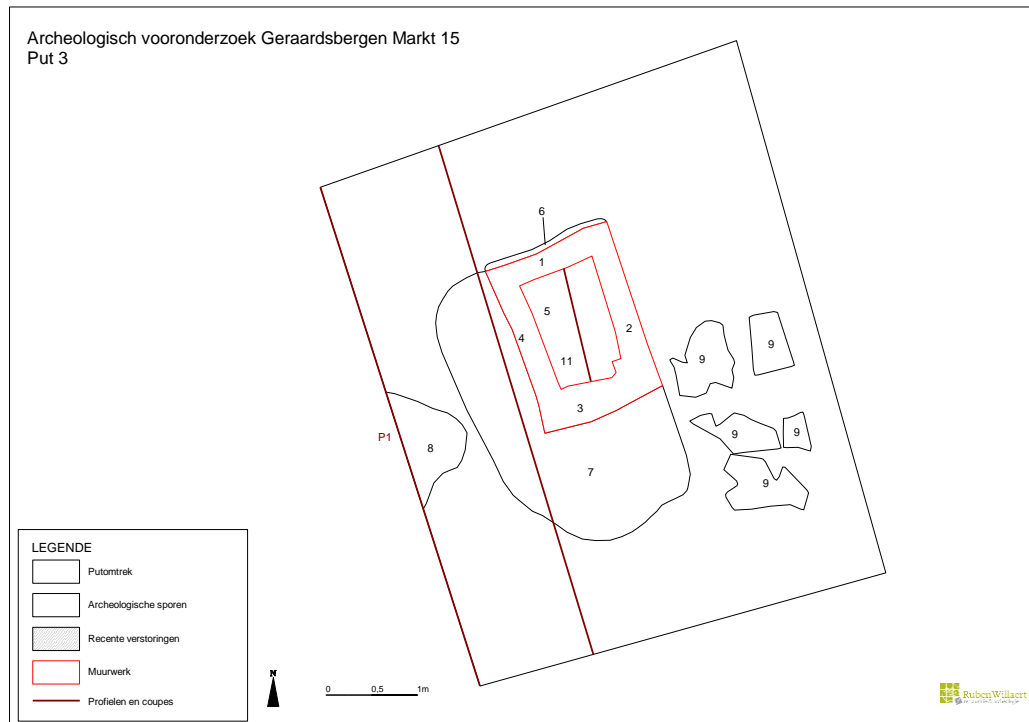 Archeologisch vooronderzoek Geraardsbergen Markt 15
Put 3
6
1
5
2
4
11
3
9
9
9
9
9
P1
8
7
LEGENDE
Putomtrek
Archeologische sporen
Recente verstoringen
Muurwerk
Profielen en coupes
N
0 0,5 1m
RubenWillaert